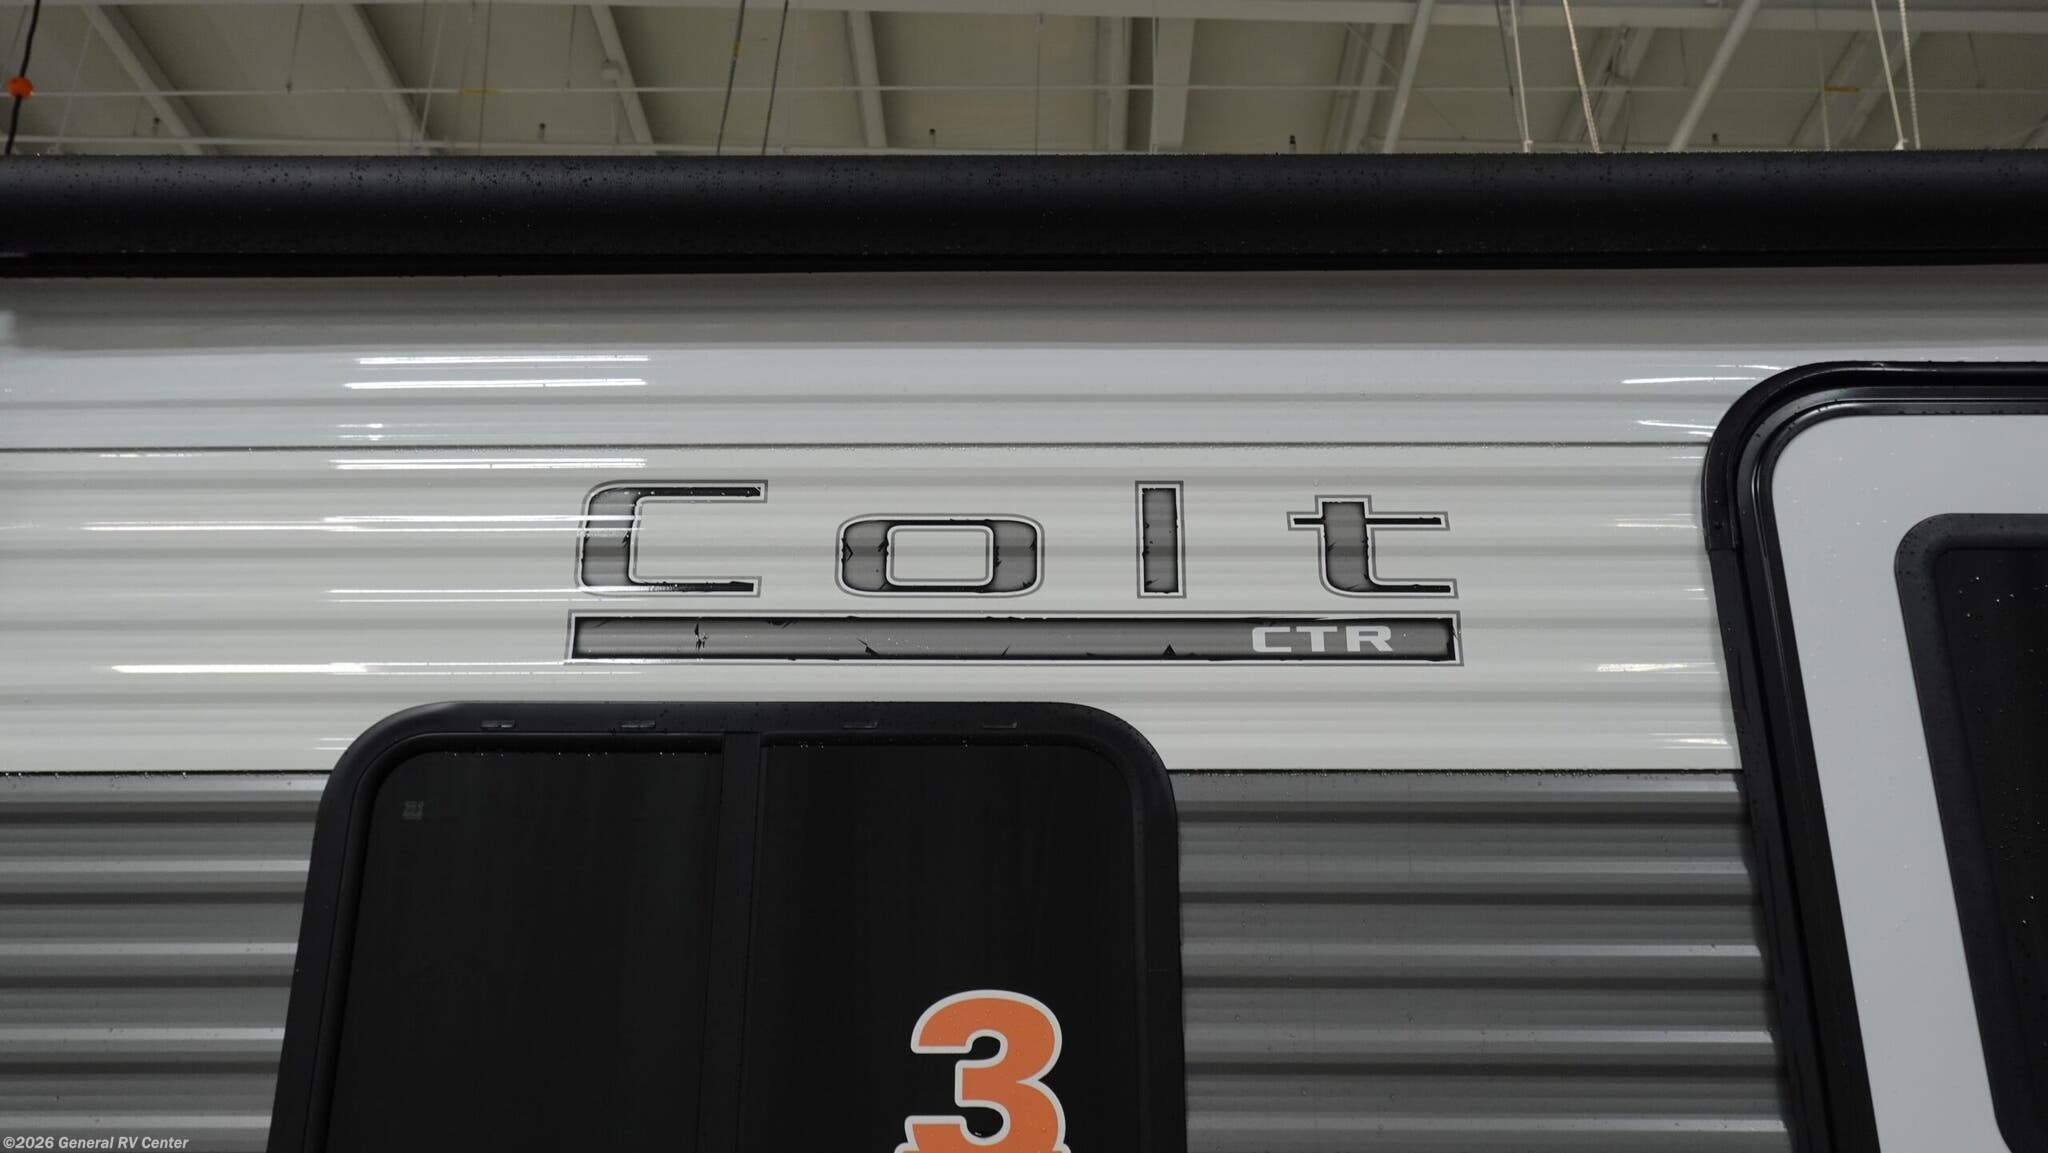 Colt
CTR
3
©2026 General RV Center